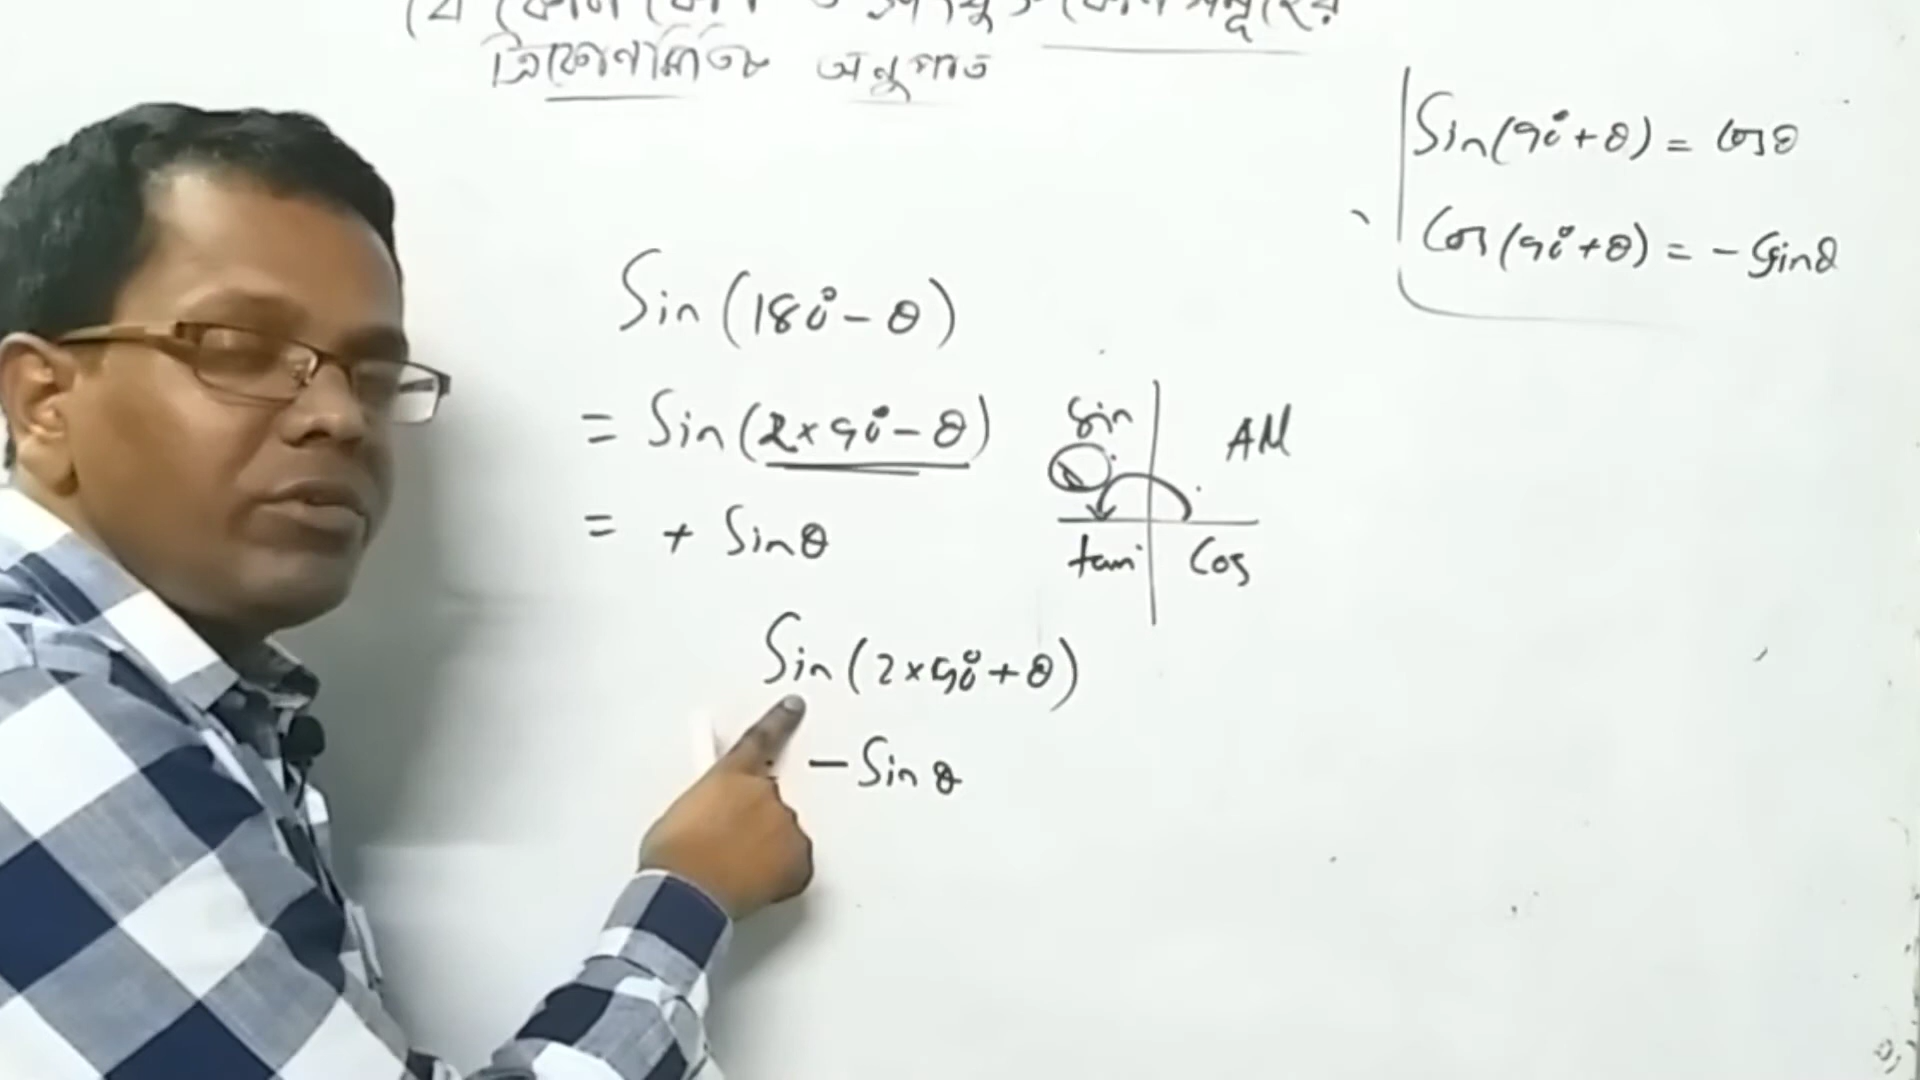 যে কোন কোণ ও সংযুক্ত কোণ সমূহের
ত্রিকোণমিতিক অনুপাত
Sin(90°+θ) = cosθ
Cos(90°+θ) = -Sinθ
Sin(180°-θ)
= Sin(2×90°-θ)
= + Sinθ
Sin All
tan Cos
Sin(2×90°+θ)
-Sinθ